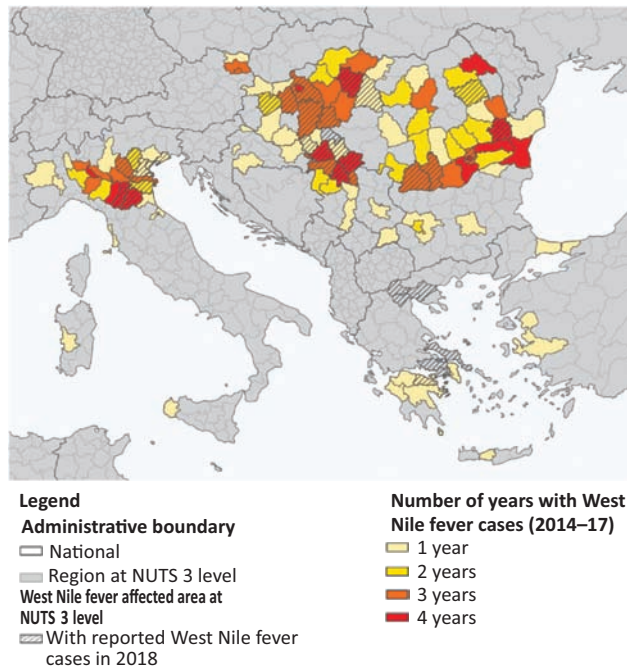 Legend
Administrative boundary
National
Region at NUTS 3 level
West Nile fever affected area at
NUTS 3 level
With reported West Nile fever
cases in 2018
Number of years with West
Nile fever cases (2014–17)
1 year
2 years
3 years
4 years